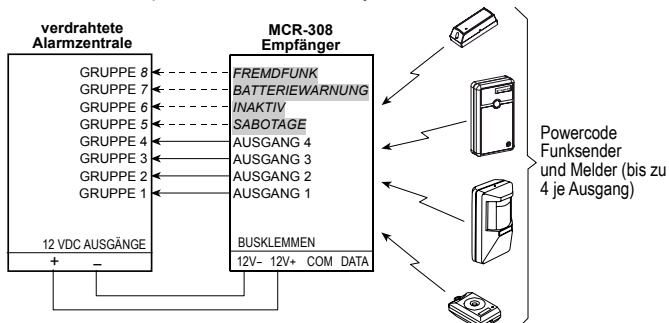 verdrahtete
Alarmzentrale
MCR-308
Empfänger
GRUPPE 8
FREMDFUNK
GRUPPE 7
BATTERIEWARNUNG
GRUPPE 6
INAKTIV
GRUPPE 5
SABOTAGE
GRUPPE 4
AUSGANG 4
GRUPPE 3
AUSGANG 3
GRUPPE 2
AUSGANG 2
GRUPPE 1
AUSGANG 1
Powercode
Funksender
und Melder (bis zu
4 je Ausgang)
12 VDC AUSGÄNGE
+ –
BUSKLEMMEN
12V– 12V+ COM DATA